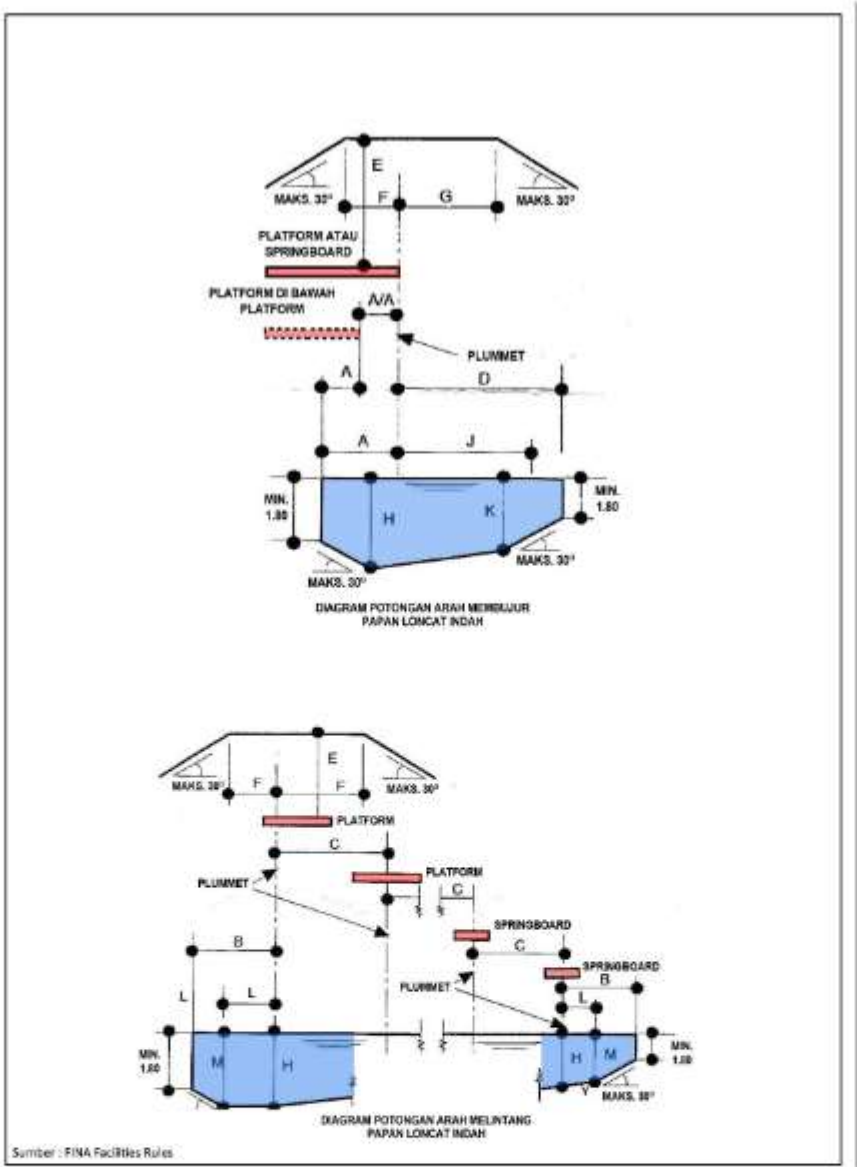 E
MAKS. 30°
F
G
MAKS. 30°
PLATFORM ATAU
SPRINGBOARD
PLATFORM DI BAWAH
PLATFORM
A/A
PLUMMET
A
D
A
J
MIN.
1.80
H
K
MIN.
1.80
MAKS. 30°
MAKS. 30°
DIAGRAM POTONGAN ARAH MEMBUJUR
PAPAN LONCAT INDAH
E
MAKS. 30°
F
F
MAKS. 30°
PLATFORM
C
PLATFORM
PLUMMET
C
SPRINGBOARD
B
C
SPRINGBOARD
B
PLUMMET
L
L
L
MIN.
1.80
M
H
H
M
MIN.
1.80
Y
MAKS. 30°
DIAGRAM POTONGAN ARAH MELINTANG
PAPAN LONCAT INDAH
Sumber : FINA Facilities Rules